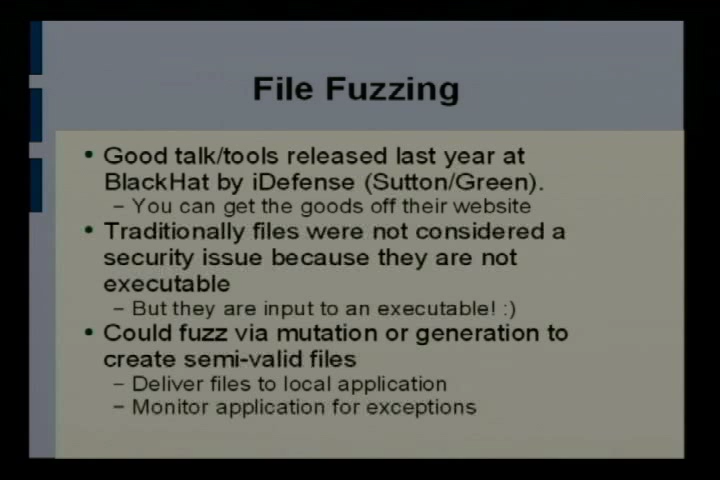 File Fuzzing
• Good talk/tools released last year at
BlackHat by iDefense (Sutton/Green).
– You can get the goods off their website
• Traditionally files were not considered a
security issue because they are not
executable
– But they are input to an executable! :)
• Could fuzz via mutation or generation to
create semi-valid files
– Deliver files to local application
– Monitor application for exceptions